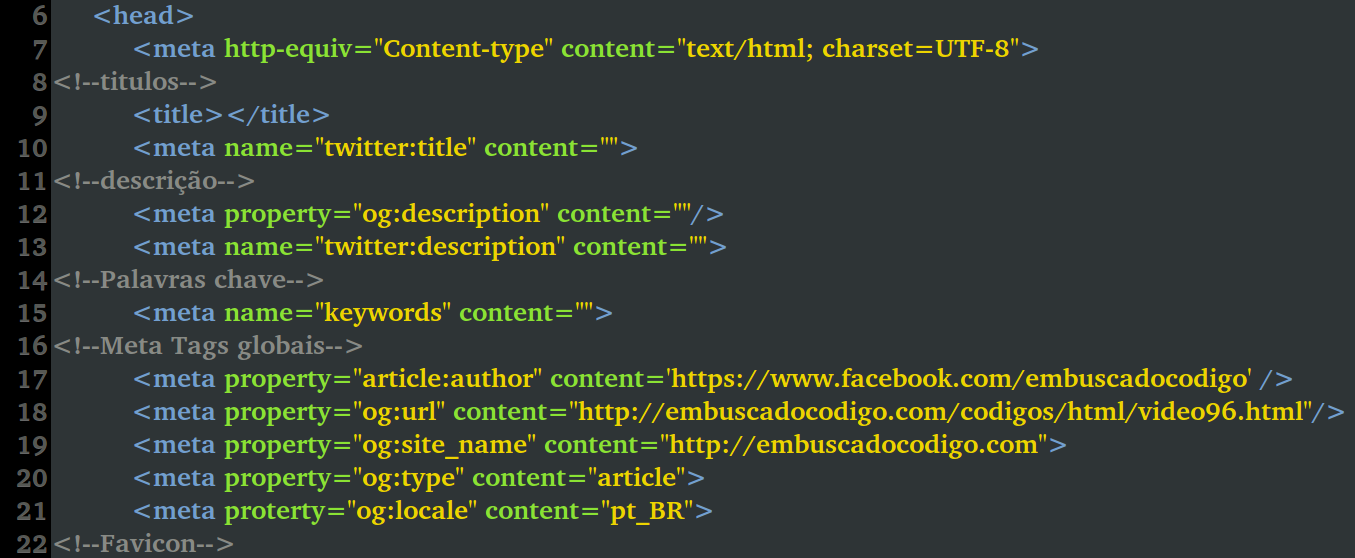 6 <head>
7 <meta http-equiv="Content-type" content="text/html; charset=UTF-8">
8 <!--titulos-->
9 <title></title>
10 <meta name="twitter:title" content="">
11 <!--descrição-->
12 <meta property="og:description" content=""/>
13 <meta name="twitter:description" content="">
14 <!--Palavras chave-->
15 <meta name="keywords" content="">
16 <!--Meta Tags globais-->
17 <meta property="article:author" content='https://www.facebook.com/embuscadocodigo' />
18 <meta property="og:url" content="http://embuscadocodigo.com/codigos/html/video96.html"/>
19 <meta property="og:site_name" content="http://embuscadocodigo.com">
20 <meta property="og:type" content="article">
21 <meta proterty="og:locale" content="pt_BR">
22 <!--Favicon-->